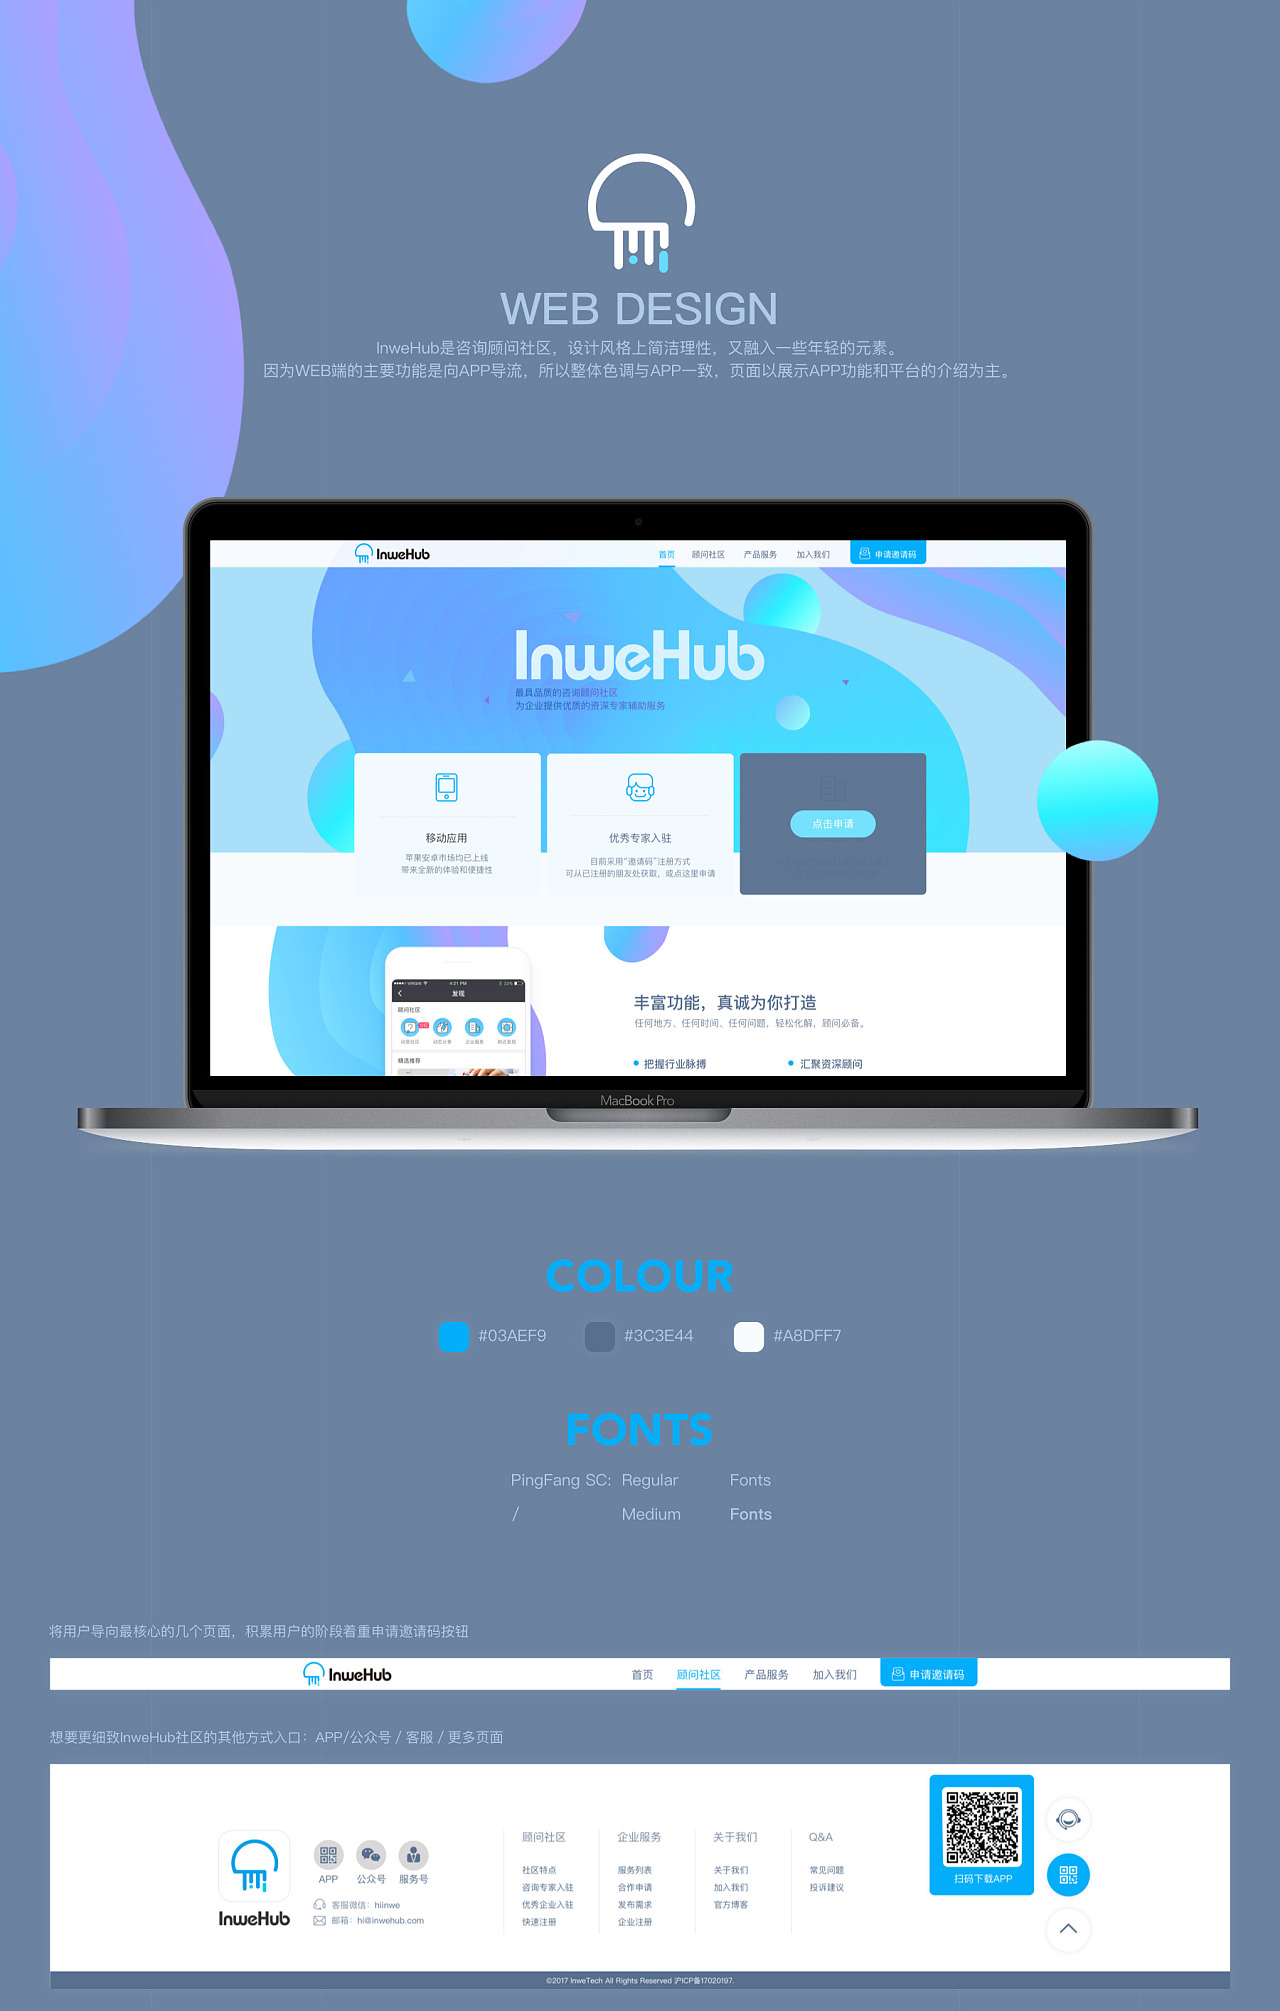 WEB DESIGN
InweHub是咨询顾问社区，设计风格上简洁理性，又融入一些年轻的元素。
因为WEB端的主要功能是向APP导流，所以整体色调与APP一致，页面以展示APP功能和平台的介绍为主。
InweHub 首页 顾问社区 产品服务 加入我们 申请邀请码
InweHub
最具品质的咨询顾问社区
为企业提供优质的资深专家辅助服务
移动应用 优秀专家入驻 点击申请
苹果安卓市场均已上线
带来全新的体验和便捷性
目前采用“邀请码”注册方式
可从已注册的朋友处获取，或点这里申请
4:21 PM 22%
发现
顾问社区
问答社区 动态分享 企业服务
精选推荐
丰富功能，真诚为你打造
任何地方、任何时间、任何问题，轻松化解，顾问必备。
把握行业脉搏 汇聚资深顾问
MacBook Pro
COLOUR
#03AEF9 #3C3E44 #A8DFF7
FONTS
PingFang SC: Regular Fonts
/ Medium Fonts
将用户导向最核心的几个页面，积累用户的阶段着重申请邀请码按钮
InweHub 首页 顾问社区 产品服务 加入我们 申请邀请码
想要更细致InweHub社区的其他方式入口：APP/公众号 / 客服 / 更多页面
InweHub
APP 公众号 服务号
客服微信：hiinwe
邮箱：hi@inwehub.com
顾问社区
社区特点
咨询专家入驻
优秀企业入驻
快速注册
企业服务
服务列表
合作申请
发布需求
企业注册
关于我们
关于我们
加入我们
官方博客
Q&A
常见问题
投诉建议
扫码下载APP
©2017 InweTech All Rights Reserved 沪ICP备17020197.